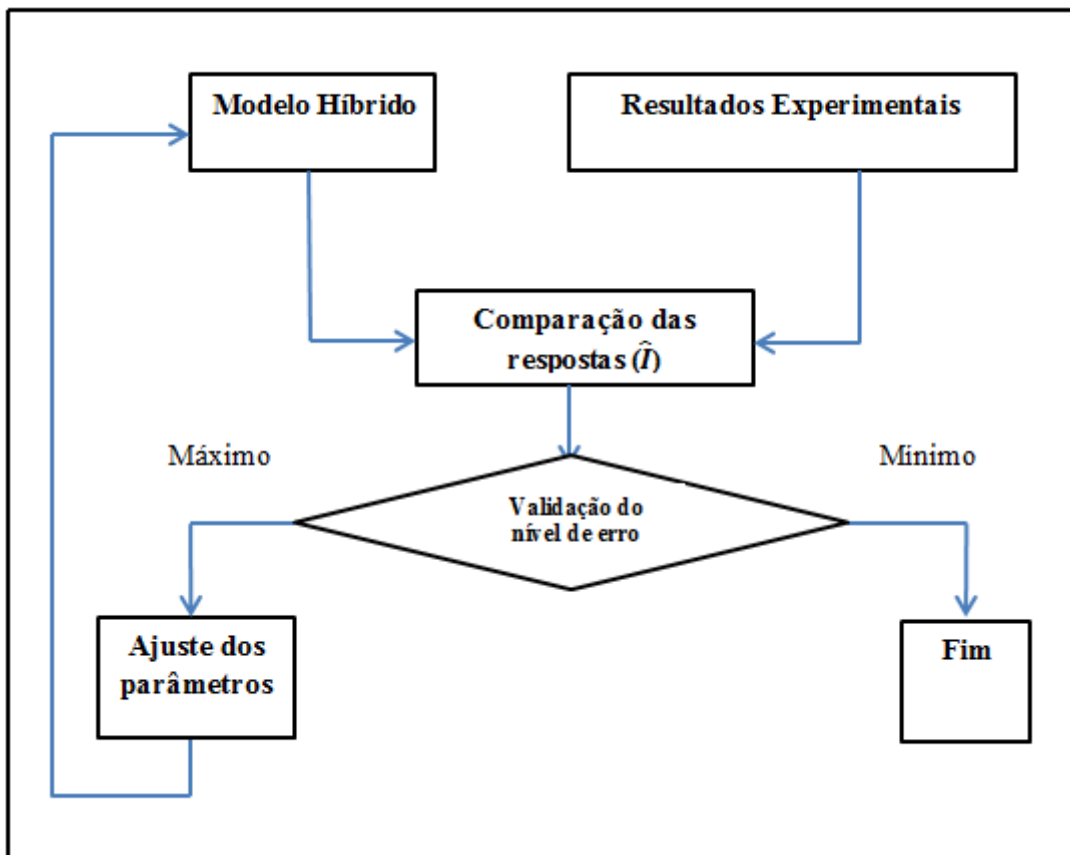 Modelo Híbrido
Resultados Experimentais
Comparação das
respostas (Î)
Máximo
Mínimo
Validação do
nível de erro
Ajuste dos
parâmetros
Fim